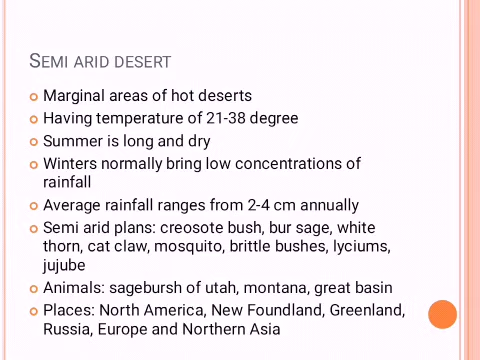 SEMI ARID DESERT
Marginal areas of hot deserts
Having temperature of 21-38 degree
Summer is long and dry
Winters normally bring low concentrations of
rainfall
Average rainfall ranges from 2-4 cm annually
Semi arid plans: creosote bush, bur sage, white
thorn, cat claw, mosquito, brittle bushes, lyciums,
jujube
Animals: sagebursh of utah, montana, great basin
Places: North America, New Foundland, Greenland,
Russia, Europe and Northern Asia